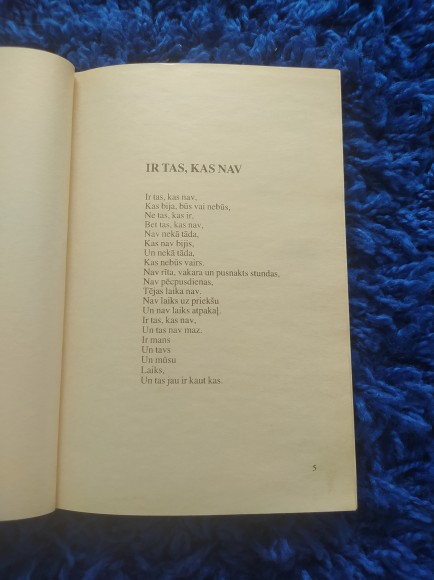 IR TAS, KAS NAV
Ir tas, kas nav,
Kas bija, būs vai nebūs,
Ne tas, kas ir,
Bet tas, kas nav,
Nav nekā tāda,
Kas nav bijis,
Un nekā tāda,
Kas nebūs vairs.
Nav rīta, vakara un pusnakts stundas,
Nav pēcpusdienas,
Tējas laika nav.
Nav laiks uz priekšu
Un nav laiks atpakaļ.
Ir tas, kas nav,
Un tas nav maz.
Ir mans
Un tavs
Un mūsu
Laiks,
Un tas jau ir kaut kas.
5